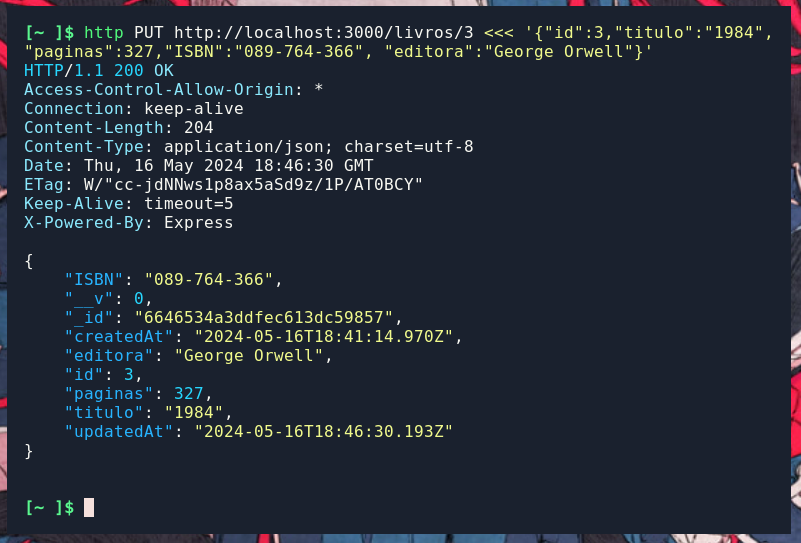 [~ ]$ http PUT http://localhost:3000/livros/3 <<< '{"id":3,"titulo":"1984",
"paginas":327,"ISBN":"089-764-366", "editora":"George Orwell"}'
HTTP/1.1 200 OK
Access-Control-Allow-Origin: *
Connection: keep-alive
Content-Length: 204
Content-Type: application/json; charset=utf-8
Date: Thu, 16 May 2024 18:46:30 GMT
ETag: W/"cc-jdNNws1p8ax5aSd9z/1P/AT0BCY"
Keep-Alive: timeout=5
X-Powered-By: Express

{
    "ISBN": "089-764-366",
    "__v": 0,
    "_id": "6646534a3ddfec613dc59857",
    "createdAt": "2024-05-16T18:41:14.970Z",
    "editora": "George Orwell",
    "id": 3,
    "paginas": 327,
    "titulo": "1984",
    "updatedAt": "2024-05-16T18:46:30.193Z"
}

[~ ]$